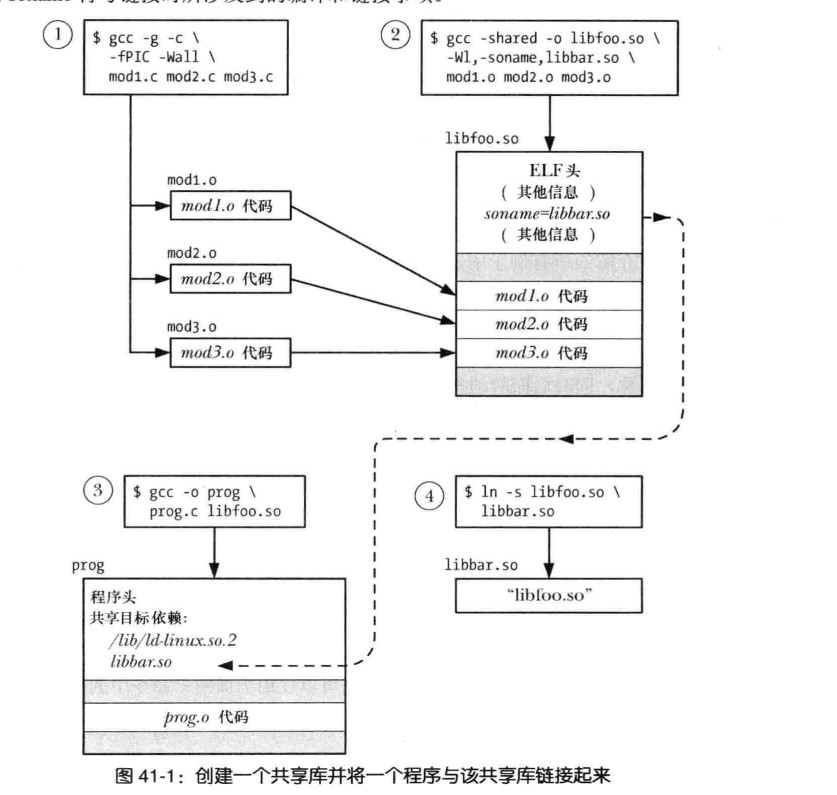 ①
$ gcc -g -c \
-fPIC -Wall \
mod1.c mod2.c mod3.c
②
$ gcc -shared -o libfoo.so \
-Wl,-soname,libbar.so \
mod1.o mod2.o mod3.o
libfoo.so
ELF头
( 其他信息 )
soname=libbar.so
( 其他信息 )
mod1.o
mod1.o 代码
mod2.o
mod2.o 代码
mod3.o
mod3.o 代码
mod1.o 代码
mod2.o 代码
mod3.o 代码
③
$ gcc -o prog \
prog.c libfoo.so
④
$ ln -s libfoo.so \
libbar.so
prog
程序头
共享目标依赖:
/lib/ld-linux.so.2
libbar.so
prog.o 代码
libbar.so
“libfoo.so”
图 41-1：创建一个共享库并将一个程序与该共享库链接起来